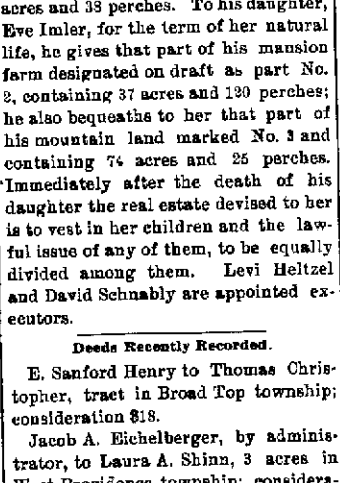 acres and 38 perches. To his daughter,
Eve Imler, for the term of her natural
life, he gives that part of his mansion
farm designated on draft as part No.
2, containing 37 acres and 120 perches;
he also bequeaths to her that part of
his mountain land marked No. 3 and
containing 74 acres and 25 perches.
Immediately after the death of his
daughter the real estate devised to her
is to vest in her children and the law-
ful issue of any of them, to be equally
divided among them. Levi Heltzel
and David Schnably are appointed ex-
ecutors.
Deeds Recently Recorded.
E. Sanford Henry to Thomas Chris-
topher, tract in Broad Top township;
consideration $18.
Jacob A. Eichelberger, by adminis-
trator, to Laura A. Shinn, 3 acres in
West Providence township; considera-